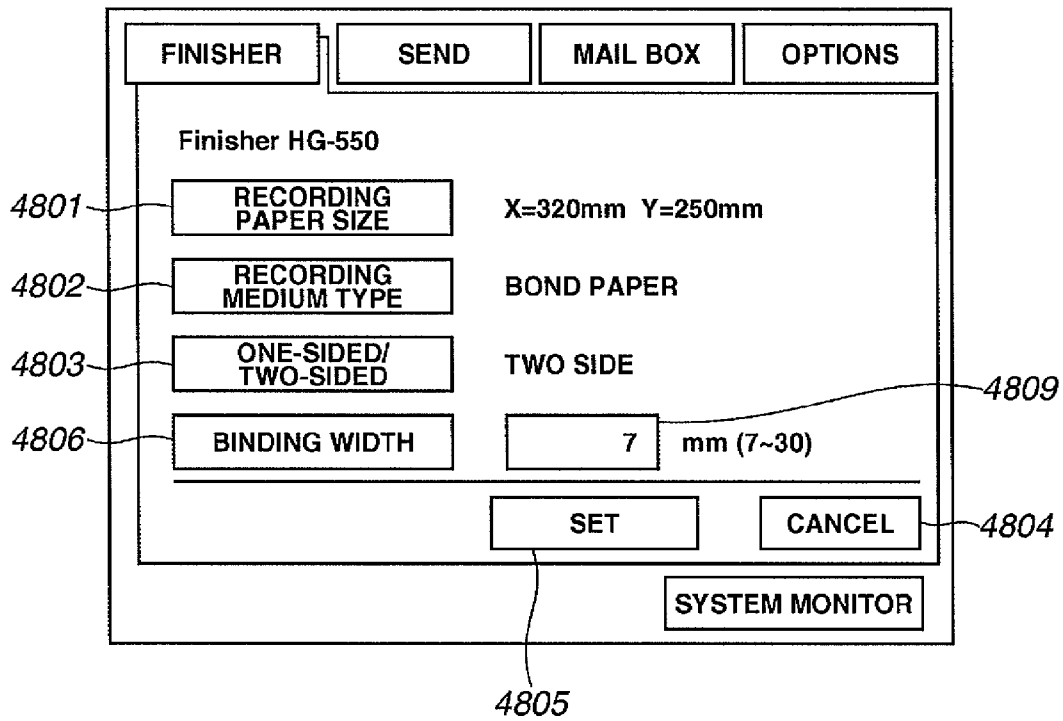 FINISHER SEND MAIL BOX OPTIONS
Finisher HG-550
4801 RECORDING
PAPER SIZE X=320mm Y=250mm
4802 RECORDING
MEDIUM TYPE BOND PAPER
4803 ONE-SIDED/
TWO-SIDED TWO SIDE
4809
4806 BINDING WIDTH 7 mm (7~30)
SET CANCEL 4804
SYSTEM MONITOR
4805